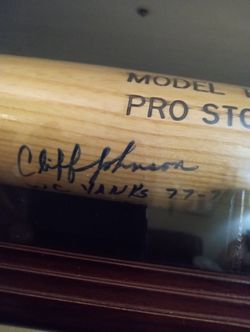 MODEL
PRO STO
Cliff Johnson
YANKS 77-7